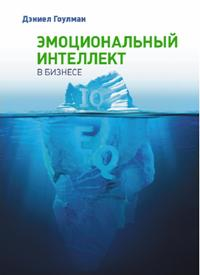 Дэниел Гоулман
ЭМОЦИОНАЛЬНЫЙ
ИНТЕЛЛЕКТ
В БИЗНЕСЕ
IQ
EQ